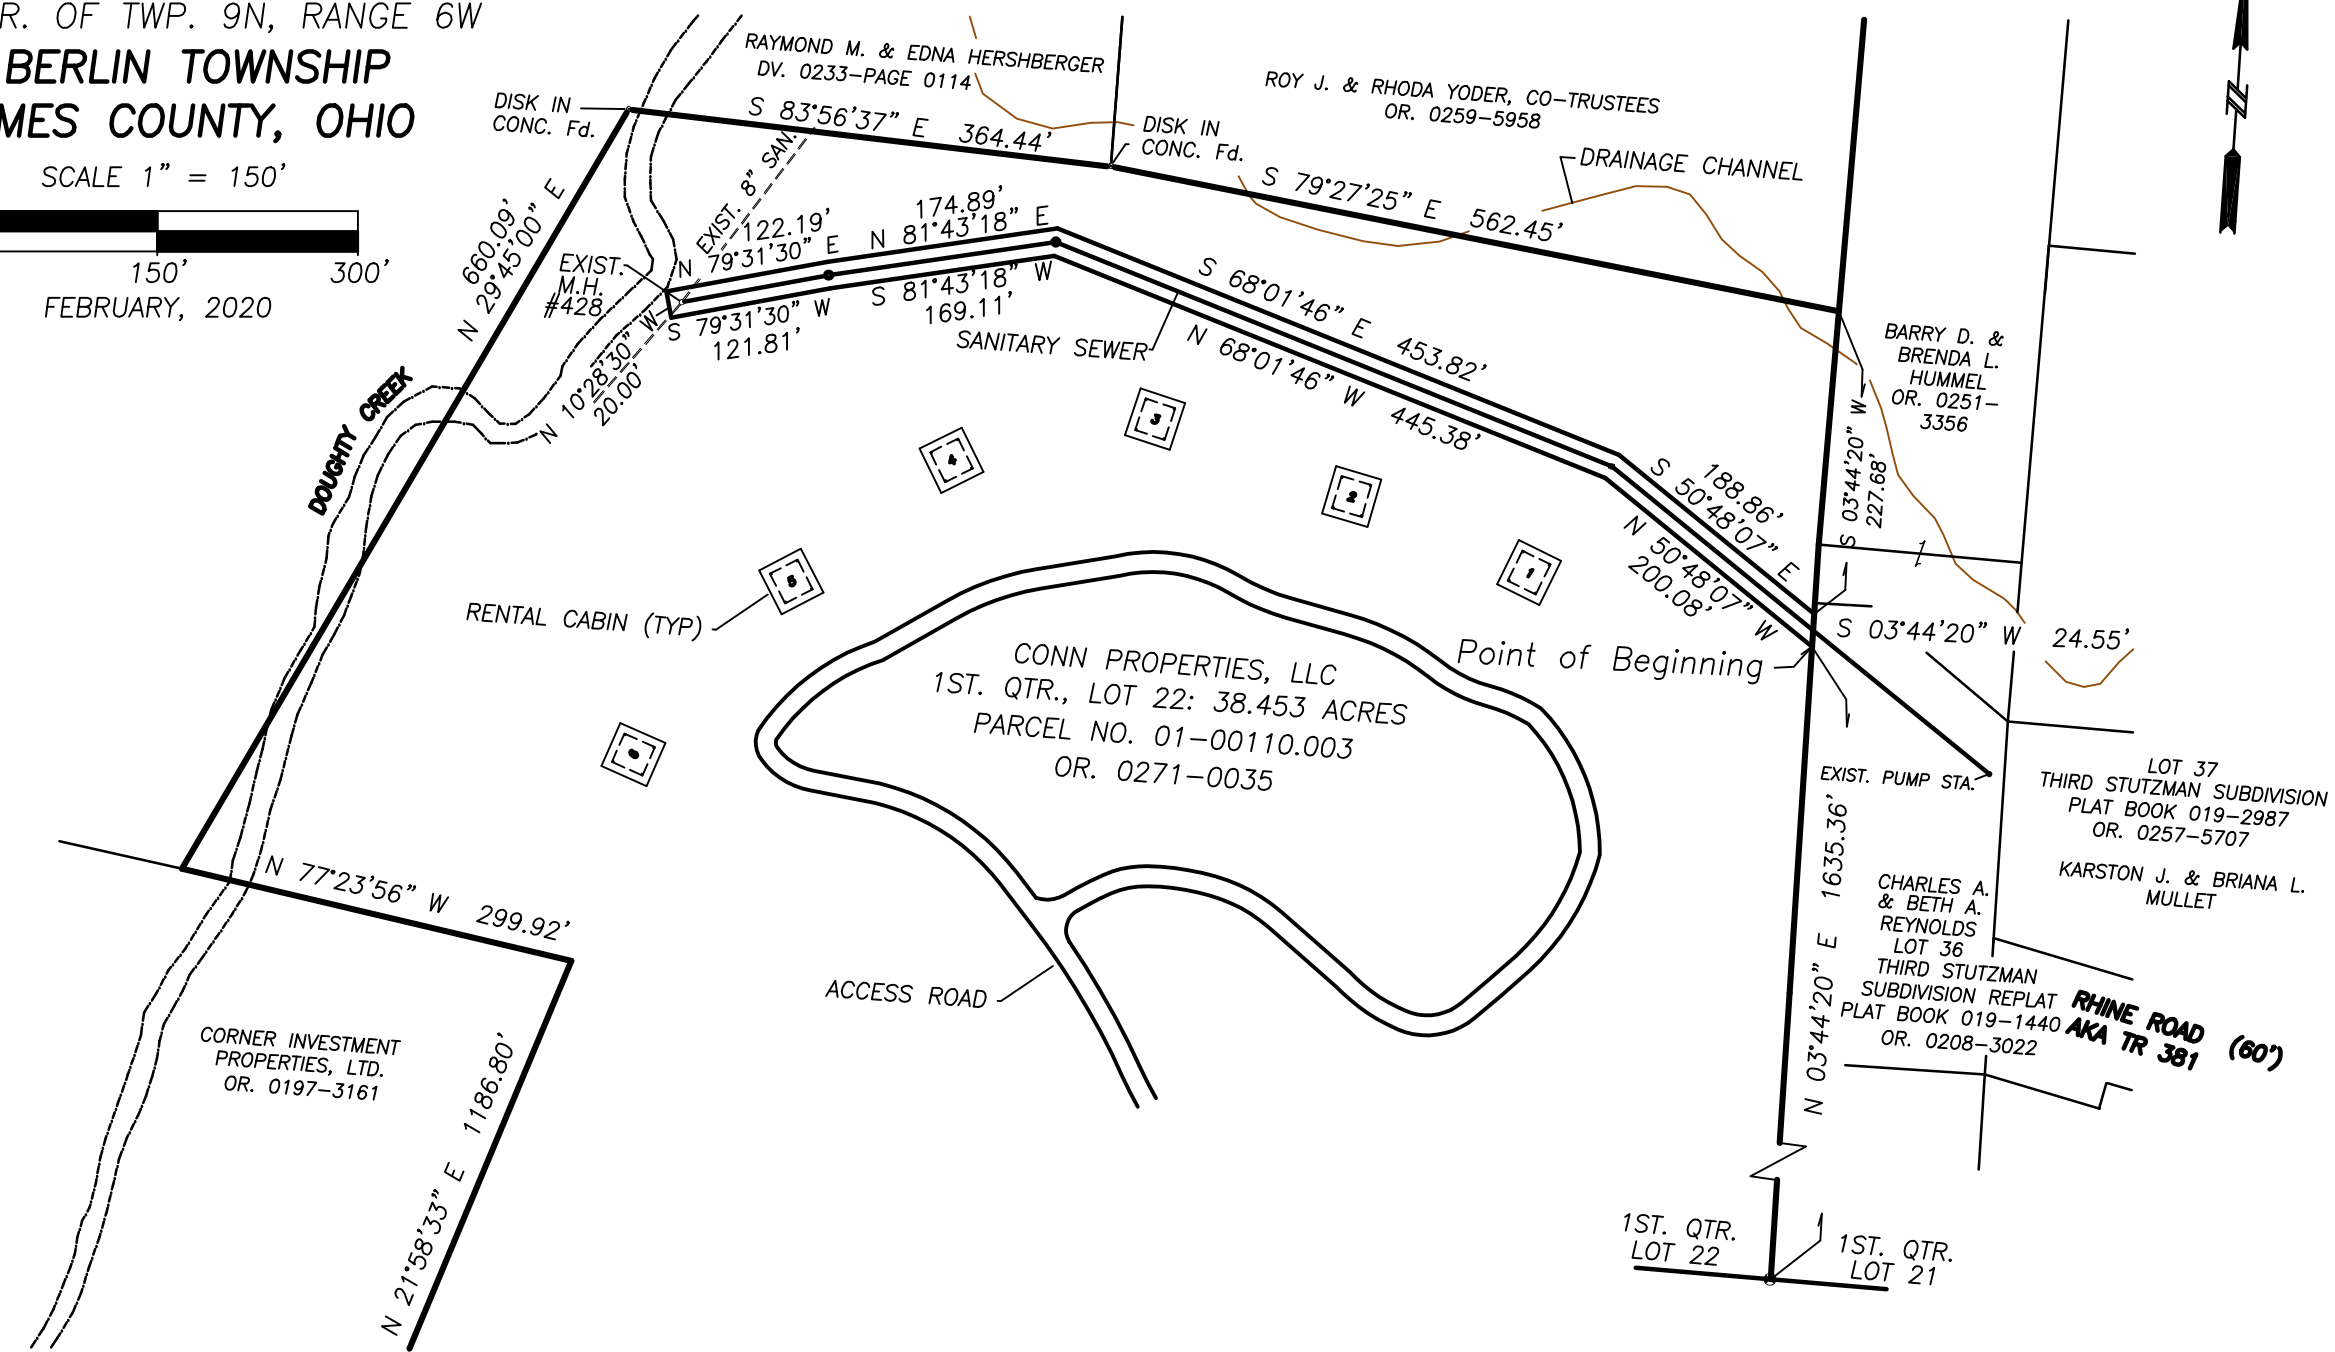 R. OF TWP. 9N, RANGE 6W
BERLIN TOWNSHIP
MES COUNTY, OHIO
SCALE 1" = 150'
150' 300'
FEBRUARY, 2020
RAYMOND M. & EDNA HERSHBERGER
DV. 0233-PAGE 0114
ROY J. & RHODA YODER, CO-TRUSTEES
OR. 0259-5958
DISK IN
CONC. Fd.
S 83°56'37" E 364.44'
DISK IN
CONC. Fd.
S 79°27'25" E 562.45'
DRAINAGE CHANNEL
N
660.09'
N 29°45'00" E
EXIST. 8" SAN.
EXIST.
M.H.
#428
122.19'
N 79°31'30" E
174.89'
N 81°43'18" E
S 79°31'30" W
121.81'
S 81°43'18" W
169.11'
N 10°28'30" W
20.00'
SANITARY SEWER
S 68°01'46" E 453.82'
N 68°01'46" W 445.38'
188.86'
S 50°48'07" E
N 50°48'07" W
200.08'
BARRY D. &
BRENDA L.
HUMMEL
OR. 0251-
3356
S 03°44'20" W
227.68'
S 03°44'20" W 24.55'
Point of Beginning
DOUGHTY CREEK
3
4
2
1
5
6
RENTAL CABIN (TYP)
CONN PROPERTIES, LLC
1ST. QTR., LOT 22: 38.453 ACRES
PARCEL NO. 01-00110.003
OR. 0271-0035
EXIST. PUMP STA.
LOT 37
THIRD STUTZMAN SUBDIVISION
PLAT BOOK 019-2987
OR. 0257-5707
KARSTON J. & BRIANA L.
MULLET
N 03°44'20" E 1635.36'
CHARLES A.
& BETH A.
REYNOLDS
LOT 36
THIRD STUTZMAN
SUBDIVISION REPLAT
PLAT BOOK 019-1440
OR. 0208-3022
RHINE ROAD (60')
AKA TR 381
N 77°23'56" W 299.92'
ACCESS ROAD
CORNER INVESTMENT
PROPERTIES, LTD.
OR. 0197-3161
N 21°58'33" E 1186.80'
1ST. QTR.
LOT 22
1ST. QTR.
LOT 21